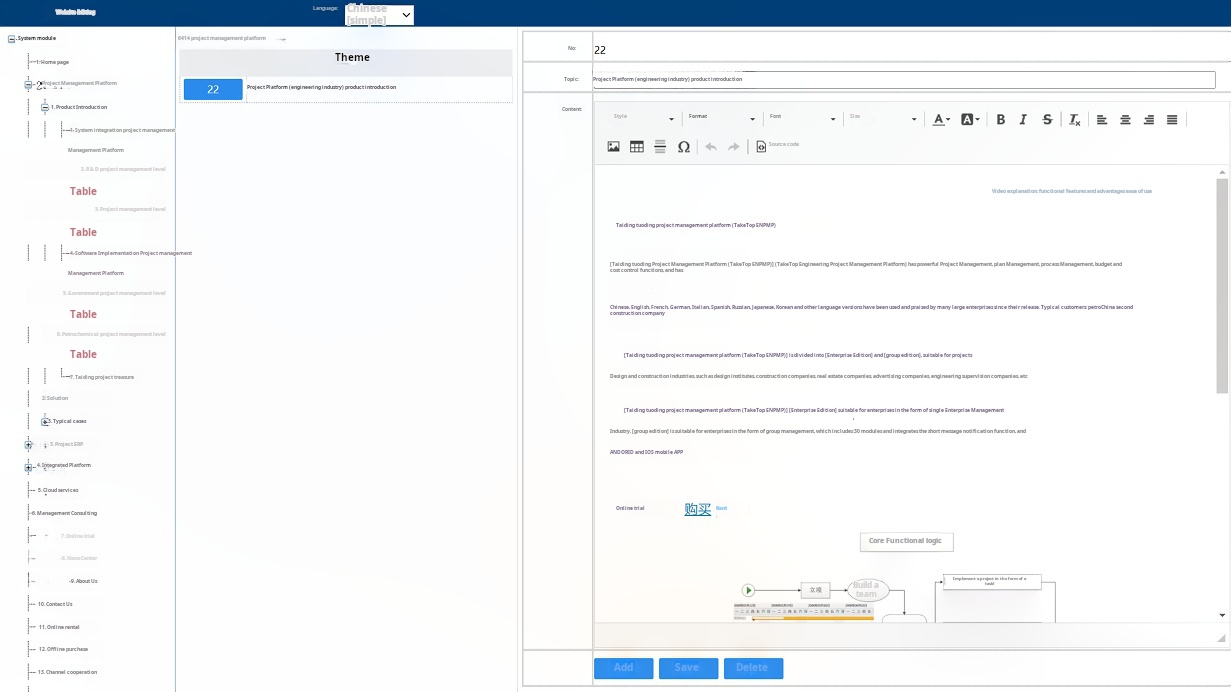 Website Editing
Language:
Chinese
[simple]
System module
1.Home page
Project Management Platform
1. Product Introduction
1. System integration project management
Management Platform
2. R & D project management level
Table
3. Project management level
Table
4. Software Implementation Project management
Management Platform
5. Government project management level
Table
6. Petrochemical project management level
Table
7. Taiding project treasure
2. Solution
3. Typical cases
3. Project ERP
4. Integrated Platform
5. Cloud services
6. Management Consulting
7. Online trial
8. News Center
9. About Us
10. Contact Us
11. Online rental
12. Offline purchase
13. Channel cooperation
6414 project management platform
Theme
22
Project Platform (engineering industry) product introduction
No:
22
Topic:
Project Platform (engineering industry) product introduction
Content:
Style
Format
Font
Size
Source code
Video explanation: functional features and advantages ease of use
Taiding tuoding project management platform (TakeTop ENPMP)
[Taiding tuoding Project Management Platform (TakeTop ENPMP)] (TakeTop Engineering Project Management Platform) has powerful Project Management, plan Management, process Management, budget and
cost control functions, and has
Chinese, English, French, German, Italian, Spanish, Russian, Japanese, Korean and other language versions have been used and praised by many large enterprises since their release. Typical customers: petroChina second
construction company
[Taiding tuoding project management platform (TakeTop ENPMP)] is divided into [Enterprise Edition] and [group edition], suitable for projects
Design and construction industries, such as design institutes, construction companies, real estate companies, advertising companies, engineering supervision companies, etc
[Taiding tuoding project management platform (TakeTop ENPMP)] [Enterprise Edition] suitable for enterprises in the form of single Enterprise Management
Industry, [group edition] is suitable for enterprises in the form of group management, which includes 30 modules and integrates the short message notification function, and
ANDORID and IOS mobile APP
Online trial
购买
Rent
Core Functional logic
立项
Build a
team
Implement a project in the form of a
task!
Add
Save
Delete